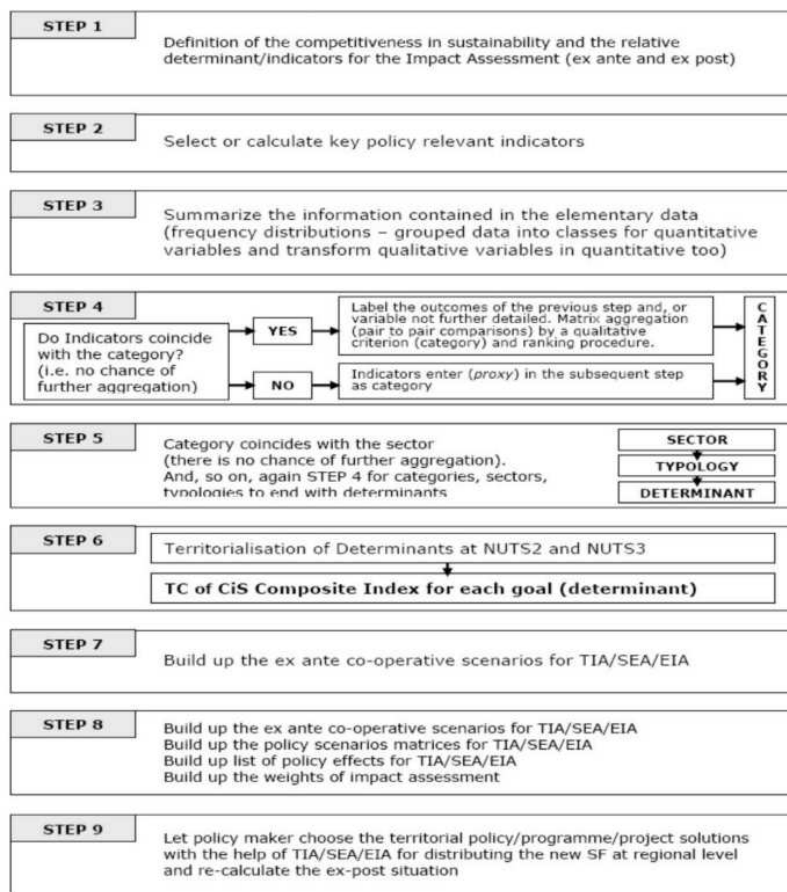 STEP 1
Definition of the competitiveness in sustainability and the relative
determinant/indicators for the Impact Assessment (ex ante and ex post)
STEP 2
Select or calculate key policy relevant indicators
STEP 3
Summarize the information contained in the elementary data
(frequency distributions – grouped data into classes for quantitative
variables and transform qualitative variables in quantitative too)
STEP 4
Do Indicators coincide
with the category?
(i.e. no chance of
further aggregation)
YES
Label the outcomes of the previous step and, or
variable not further detailed. Matrix aggregation
(pair to pair comparisons) by a qualitative
criterion (category) and ranking procedure.
NO
Indicators enter (proxy) in the subsequent step
as category
CATEGORY
STEP 5
Category coincides with the sector
(there is no chance of further aggregation).
And, so on, again STEP 4 for categories, sectors,
typologies to end with determinants
SECTOR
TYPOLOGY
DETERMINANT
STEP 6
Territorialisation of Determinants at NUTS2 and NUTS3
TC of CiS Composite Index for each goal (determinant)
STEP 7
Build up the ex ante co-operative scenarios for TIA/SEA/EIA
STEP 8
Build up the ex ante co-operative scenarios for TIA/SEA/EIA
Build up the policy scenarios matrices for TIA/SEA/EIA
Build up list of policy effects for TIA/SEA/EIA
Build up the weights of impact assessment
STEP 9
Let policy maker choose the territorial policy/programme/project solutions
with the help of TIA/SEA/EIA for distributing the new SF at regional level
and re-calculate the ex-post situation